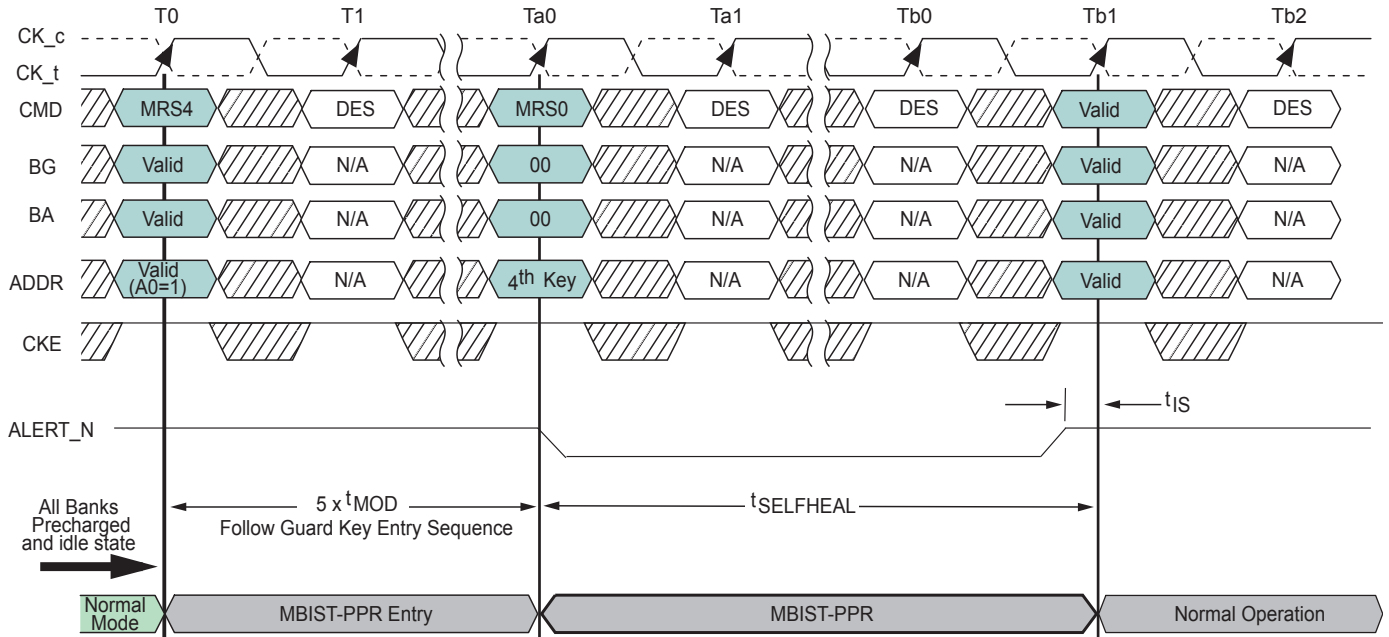 T0 T1 Ta0 Ta1 Tb0 Tb1 Tb2
CK_c
CK_t
CMD MRS4 DES MRS0 DES DES Valid DES
BG Valid N/A 00 N/A N/A Valid N/A
BA Valid N/A 00 N/A N/A Valid N/A
ADDR Valid (A0=1) N/A 4th Key N/A N/A Valid N/A
CKE
tIS
ALERT_N
All Banks
Precharged
and idle state
5 x tMOD
Follow Guard Key Entry Sequence
tSELFHEAL
Normal
Mode
MBIST-PPR Entry
MBIST-PPR
Normal Operation